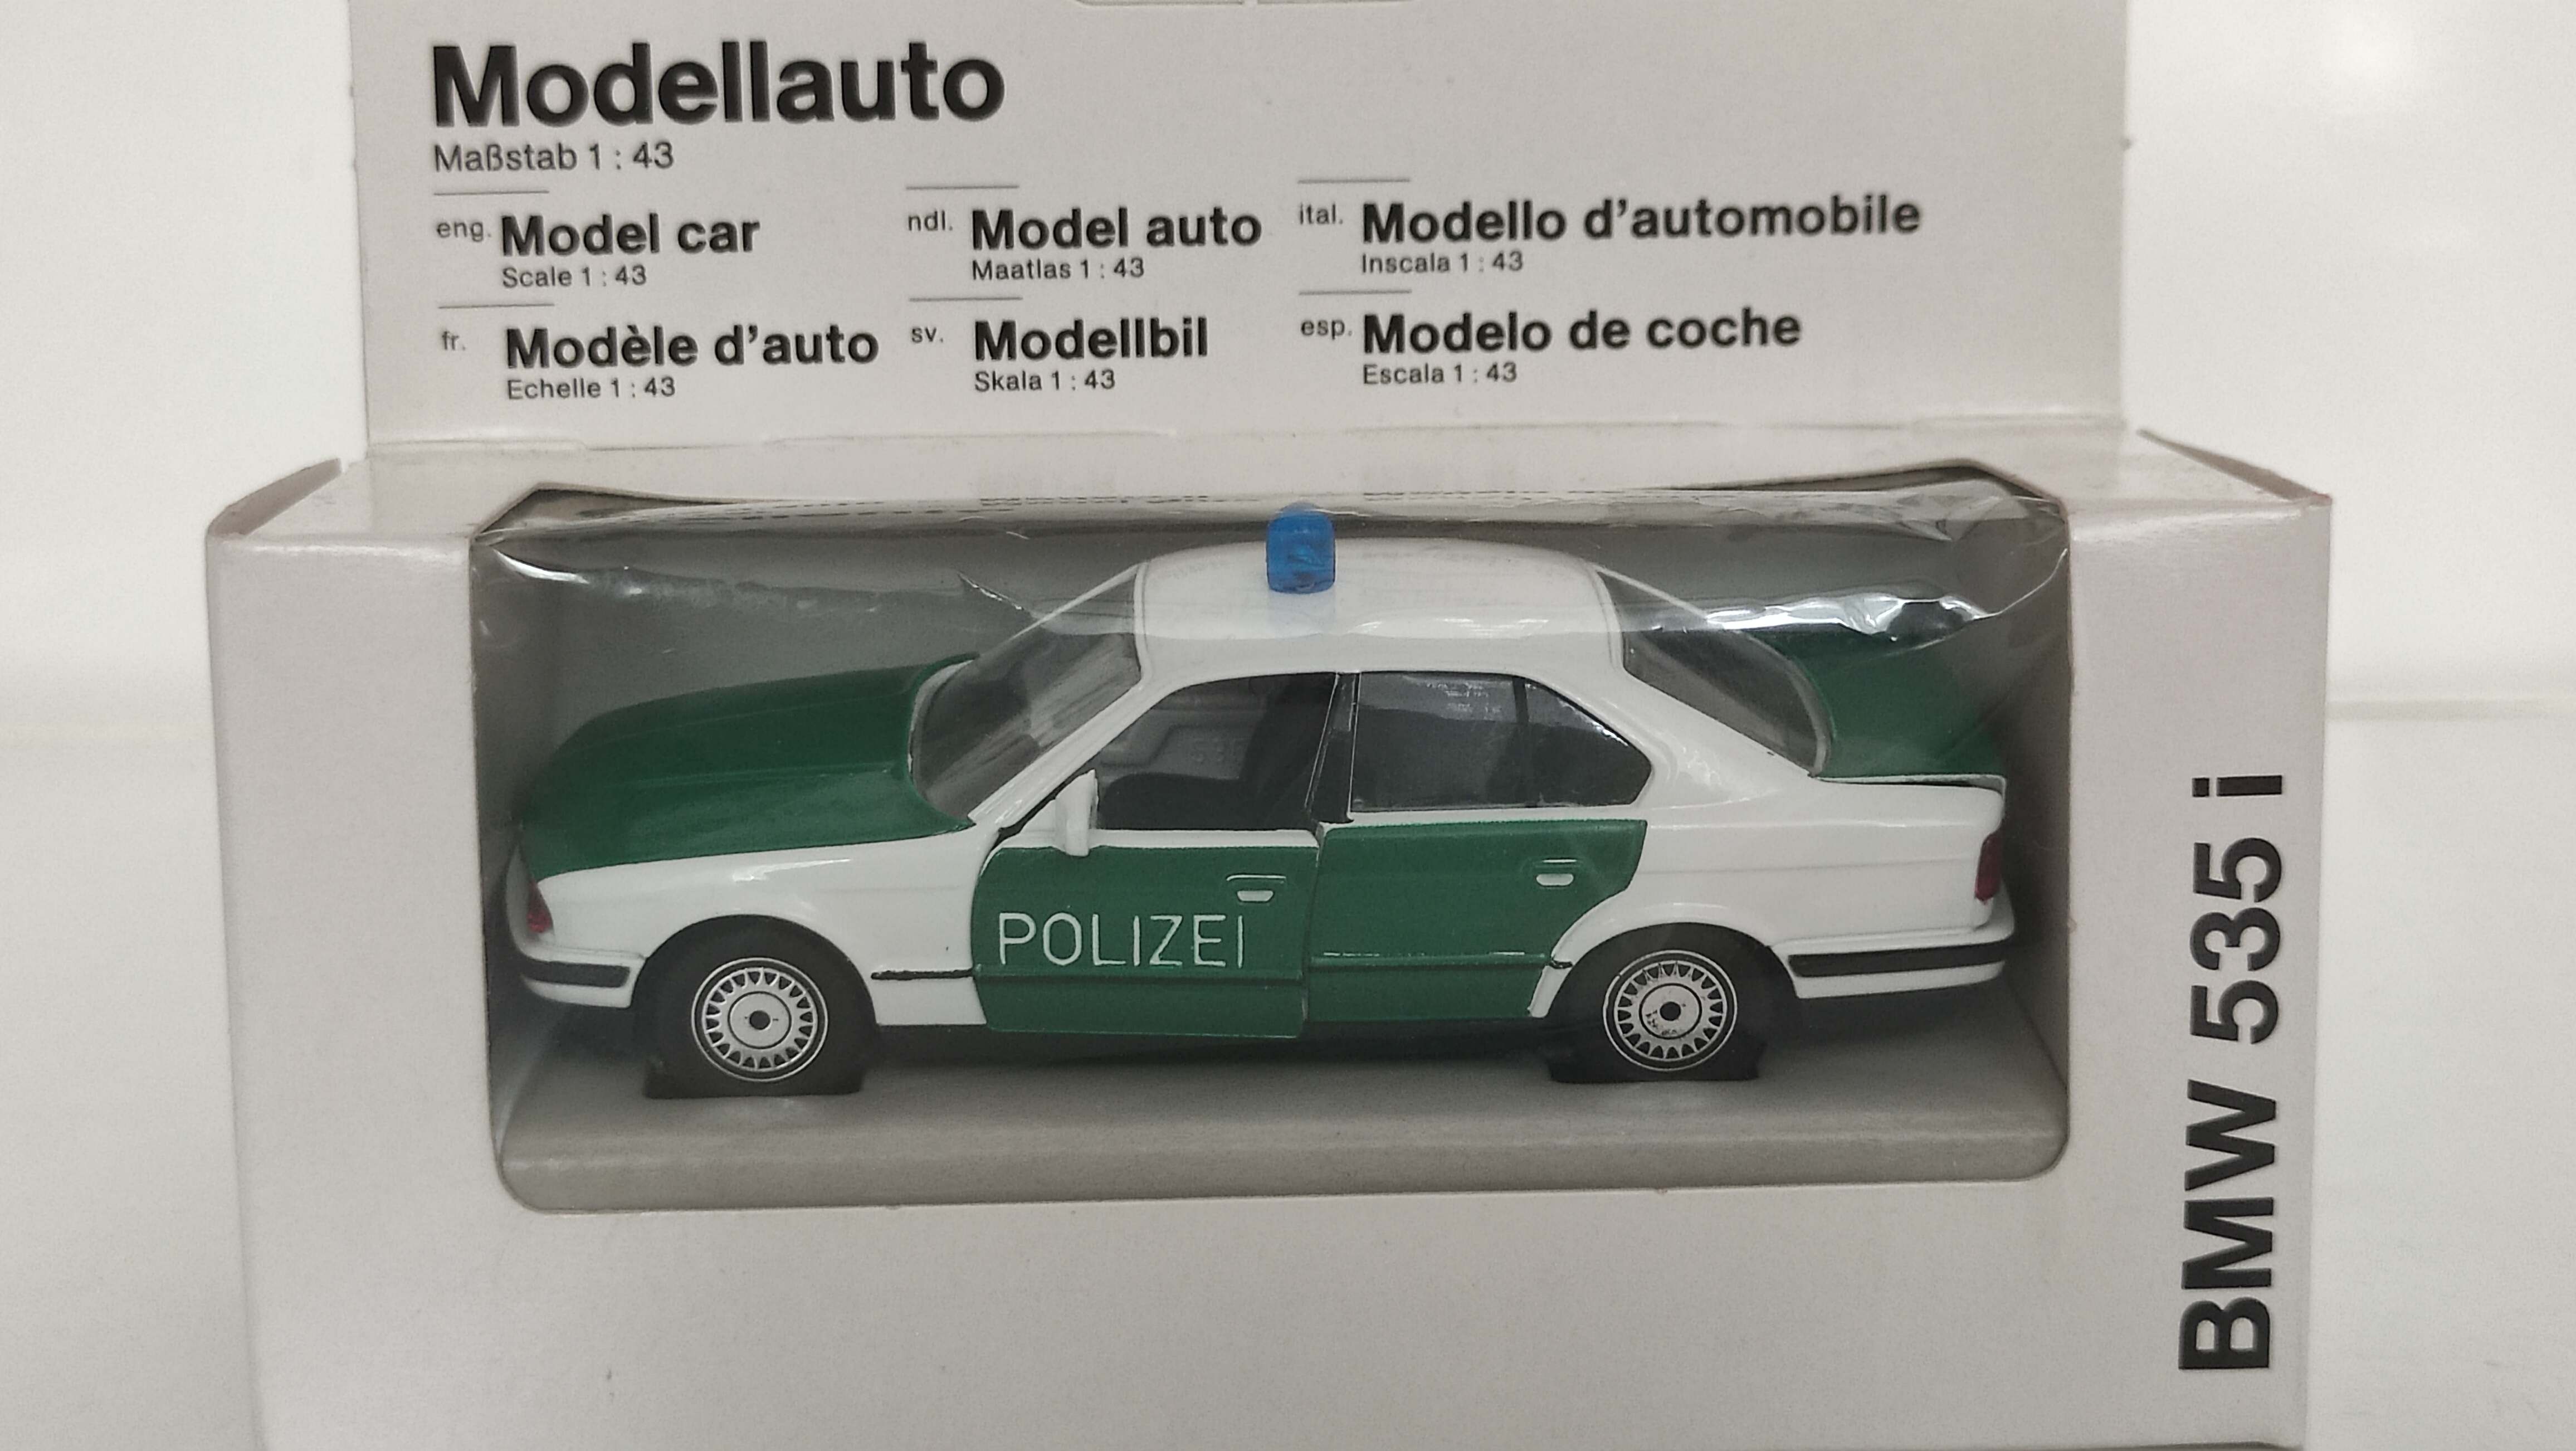 Modellauto
Maßstab 1 : 43
eng. Model car
Scale 1 : 43
ndl. Model auto
Maatlas 1 : 43
ital. Modello d'automobile
Inscala 1 : 43
fr. Modèle d'auto
Echelle 1 : 43
sv. Modellbil
Skala 1 : 43
esp. Modelo de coche
Escala 1 : 43
POLIZEI
BMW 535 i